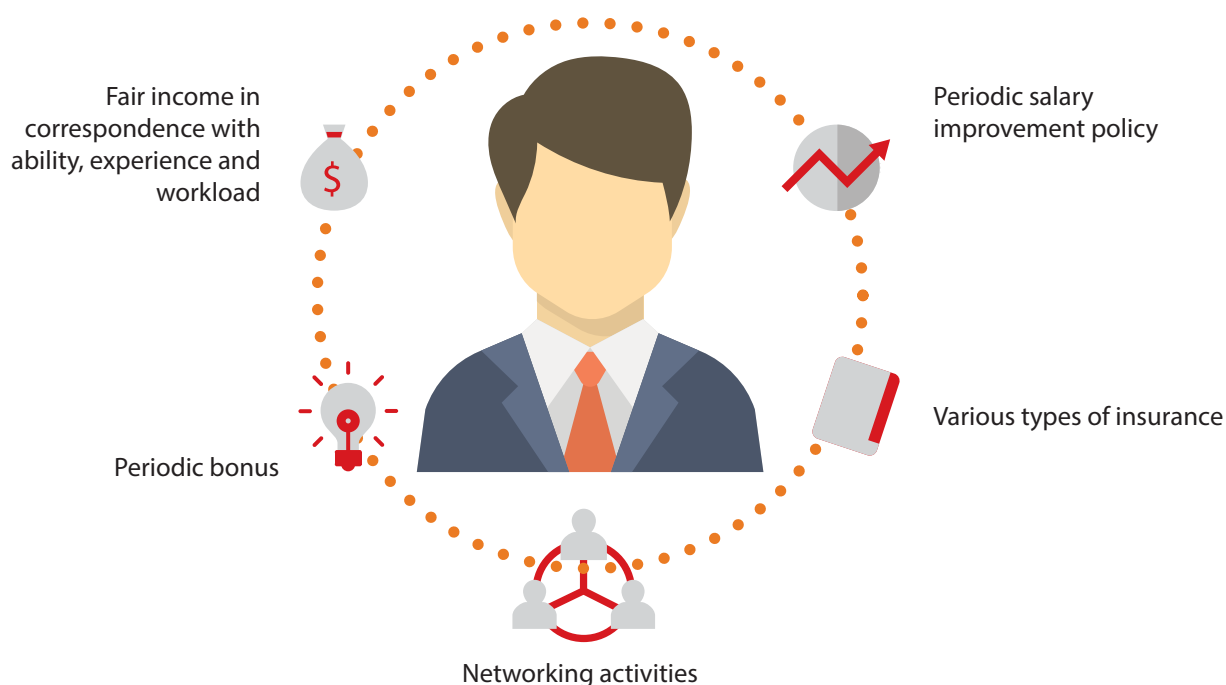 Fair income in
correspondence with
ability, experience and
workload
$
Periodic salary
improvement policy
Various types of insurance
Periodic bonus
Networking activities